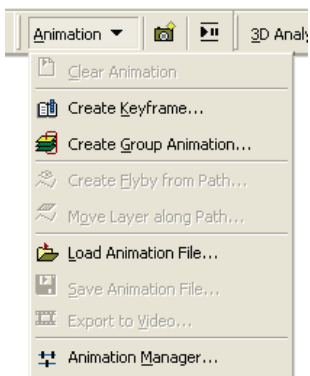 Animation 3D Analy
Clear Animation
Create Keyframe...
Create Group Animation...
Create Flyby from Path...
Move Layer along Path...
Load Animation File...
Save Animation File...
Export to Video...
Animation Manager...